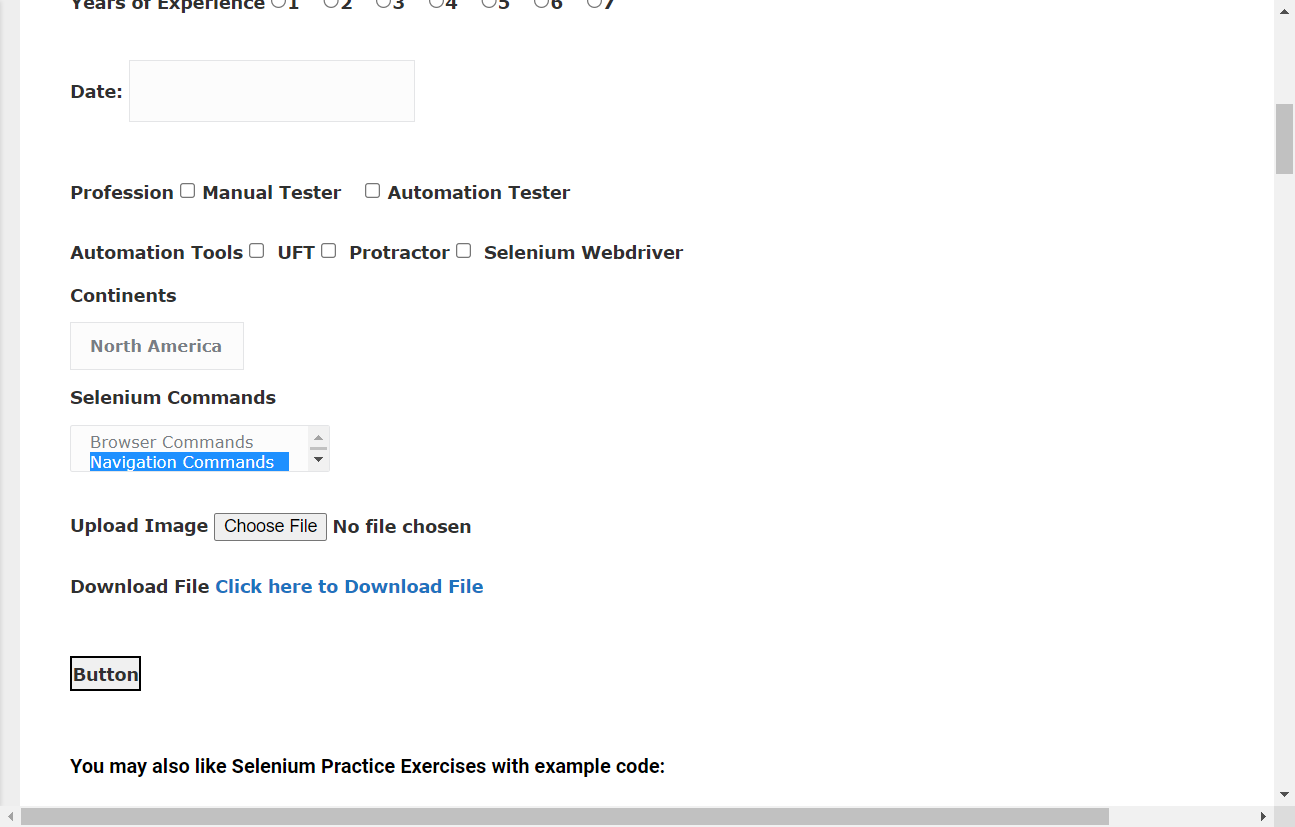 Years of Experience 1 2 3 4 5 6 7
Date:
Profession Manual Tester Automation Tester
Automation Tools UFT Protractor Selenium Webdriver
Continents
North America
Selenium Commands
Browser Commands
Navigation Commands
Upload Image Choose File No file chosen
Download File Click here to Download File
Button
You may also like Selenium Practice Exercises with example code: